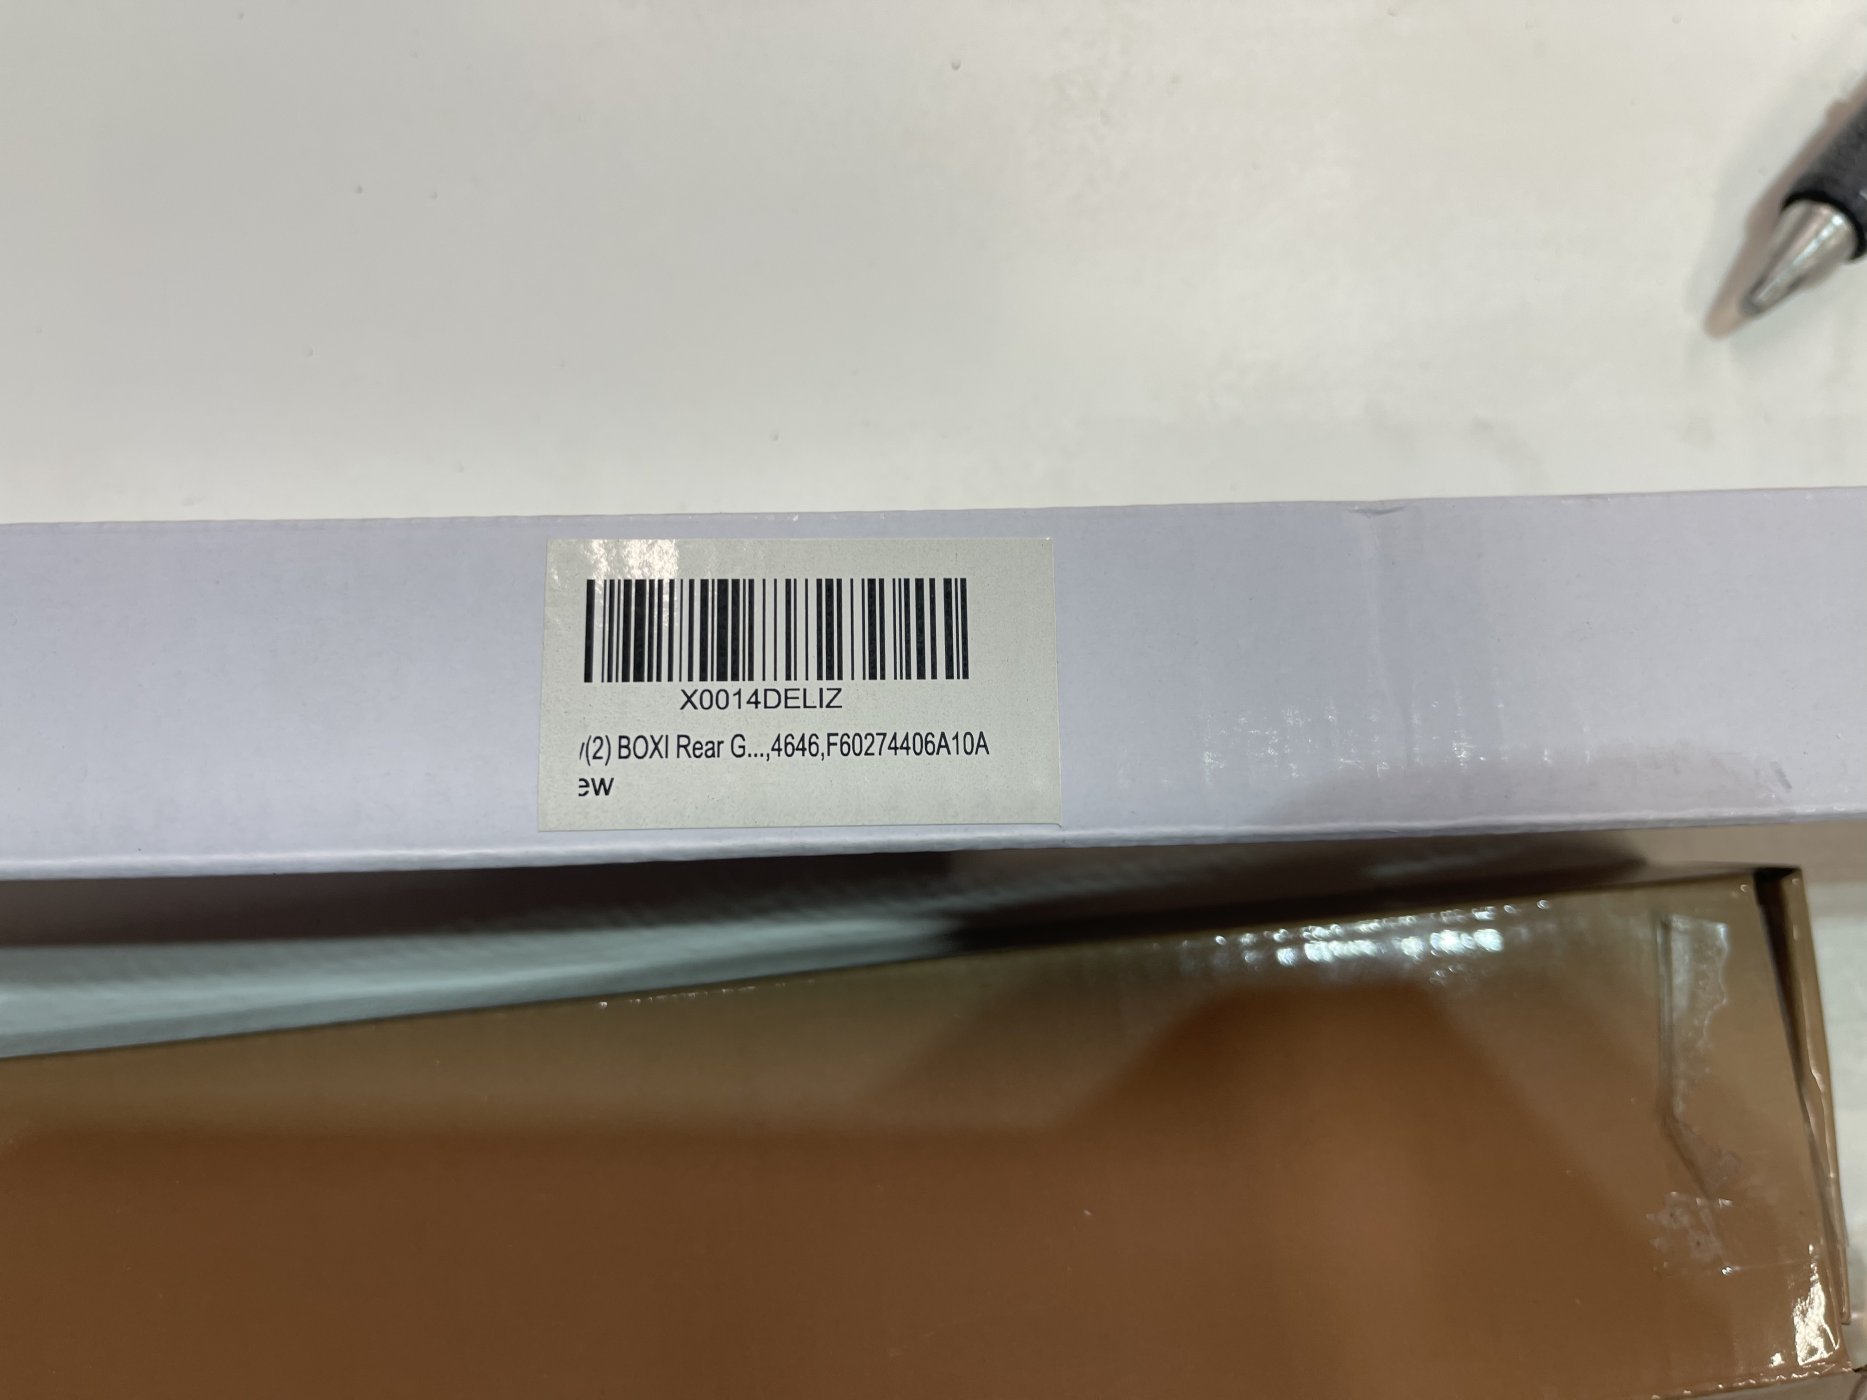 X0014DELIZ
(2) BOXI Rear G...,4646,F60274406A10A
ew